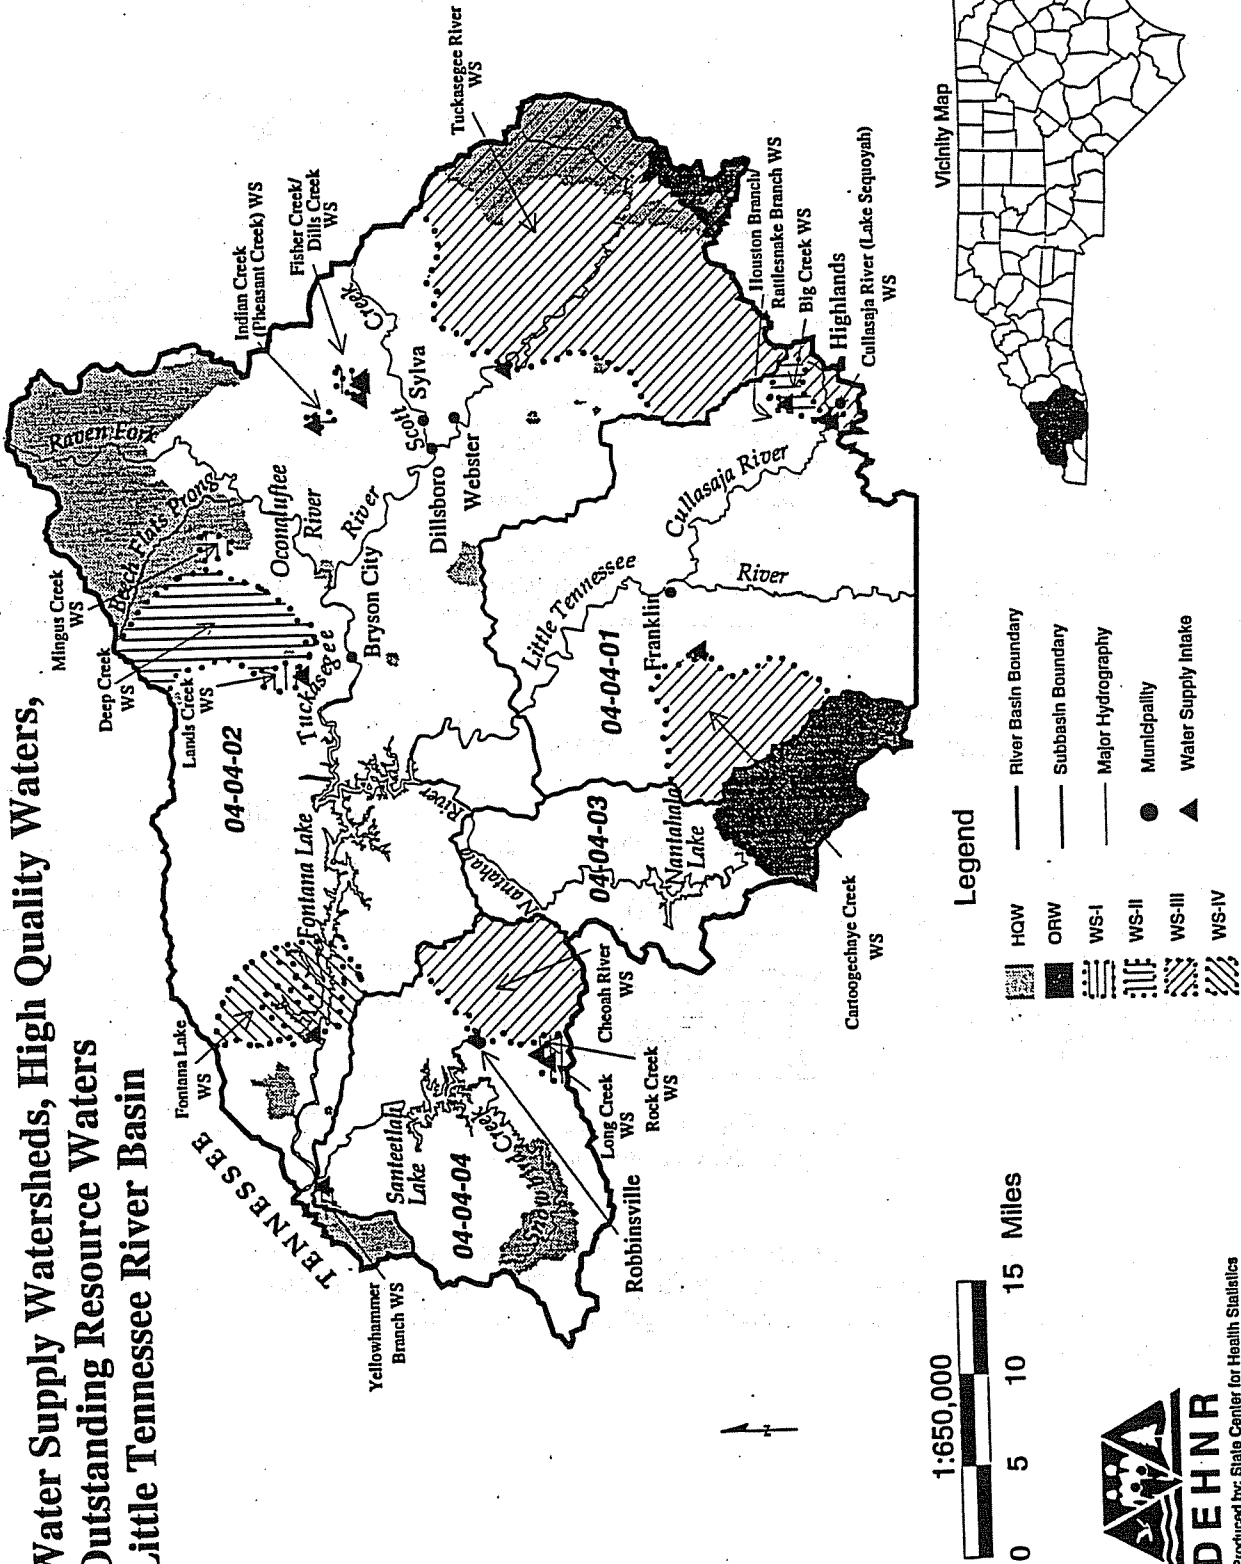 Water Supply Watersheds, High Quality Waters,
Outstanding Resource Waters
Little Tennessee River Basin
TENNESSEE
Yellowhammer
Branch WS
Fontana Lake
WS
Deep Creek
WS
Lands Creek
WS
Mingus Creek
WS
Indian Creek
(Pheasant Creek) WS
Fisher Creek/
Dills Creek
WS
Tuckasegee River
WS
Raven Fork
Beech Flats Prong
Oconaluftee
River
River
Tuckasegee
Bryson City
Scott
Creek
Sylva
Dillsboro
Webster
04-04-02
Fontana Lake
River
Nantahala
04-04-03
Nantahala
Lake
04-04-01
Little Tennessee
Franklin
River
Cullasaja River
Houston Branch/
Rattlesnake Branch WS
Big Creek WS
Highlands
Cullasaja River (Lake Sequoyah)
WS
Santeetlah
Lake
04-04-04
Snowbird
Creek
Robbinsville
Long Creek
WS
Rock Creek
WS
Cheoah River
WS
Cartoogechaye Creek
WS
N
1:650,000
0 5 10 15 Miles
Legend
HQW
ORW
WS-I
WS-II
WS-III
WS-IV
River Basin Boundary
Subbasin Boundary
Major Hydrography
Municipality
Water Supply Intake
Vicinity Map
DEHNR
Produced by: State Center for Health Statistics